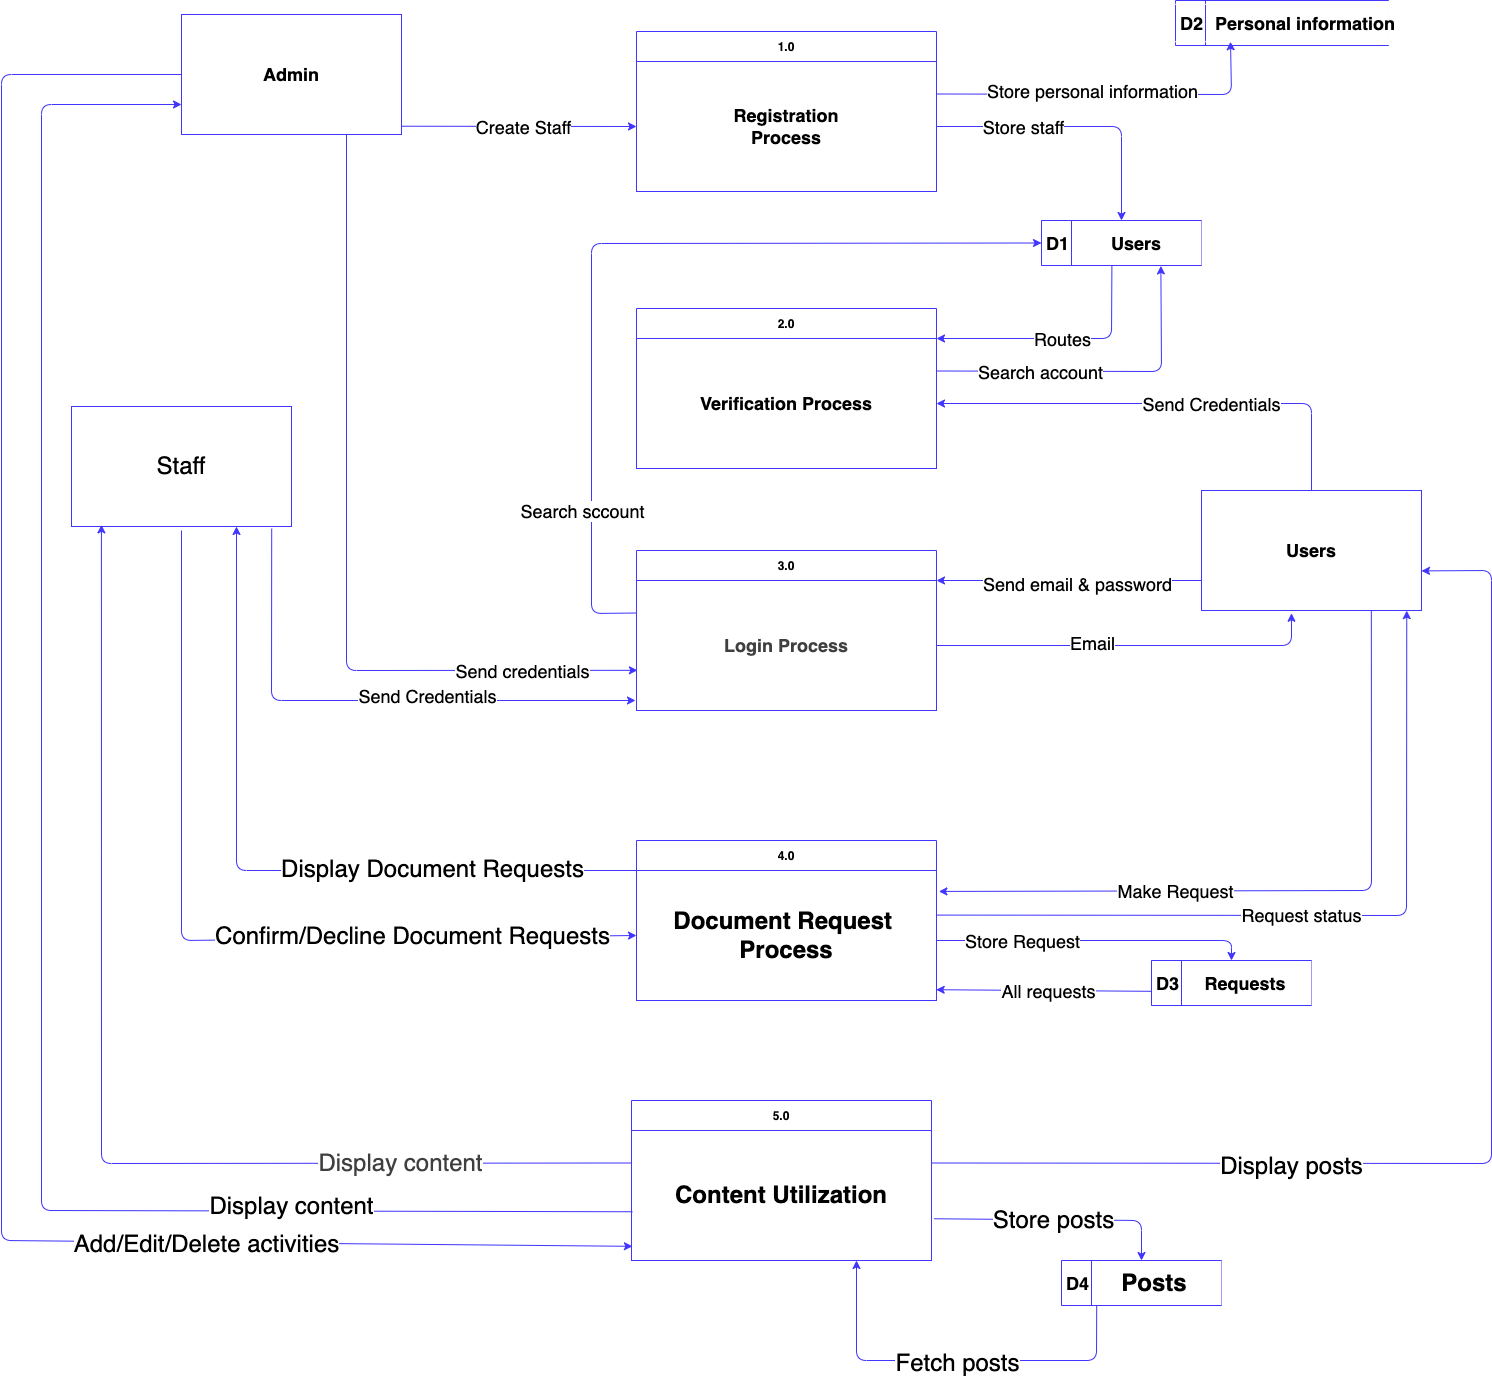 D2 Personal information
Admin
1.0
Registration
Process
Store personal information
Create Staff
Store staff
D1 Users
2.0
Verification Process
Routes
Search account
Send Credentials
Staff
Search sccount
Users
3.0
Login Process
Send email & password
Email
Send credentials
Send Credentials
4.0
Document Request
Process
Display Document Requests
Confirm/Decline Document Requests
Make Request
Request status
Store Request
All requests
D3 Requests
5.0
Content Utilization
Display content
Display posts
Display content
Store posts
Add/Edit/Delete activities
D4 Posts
Fetch posts